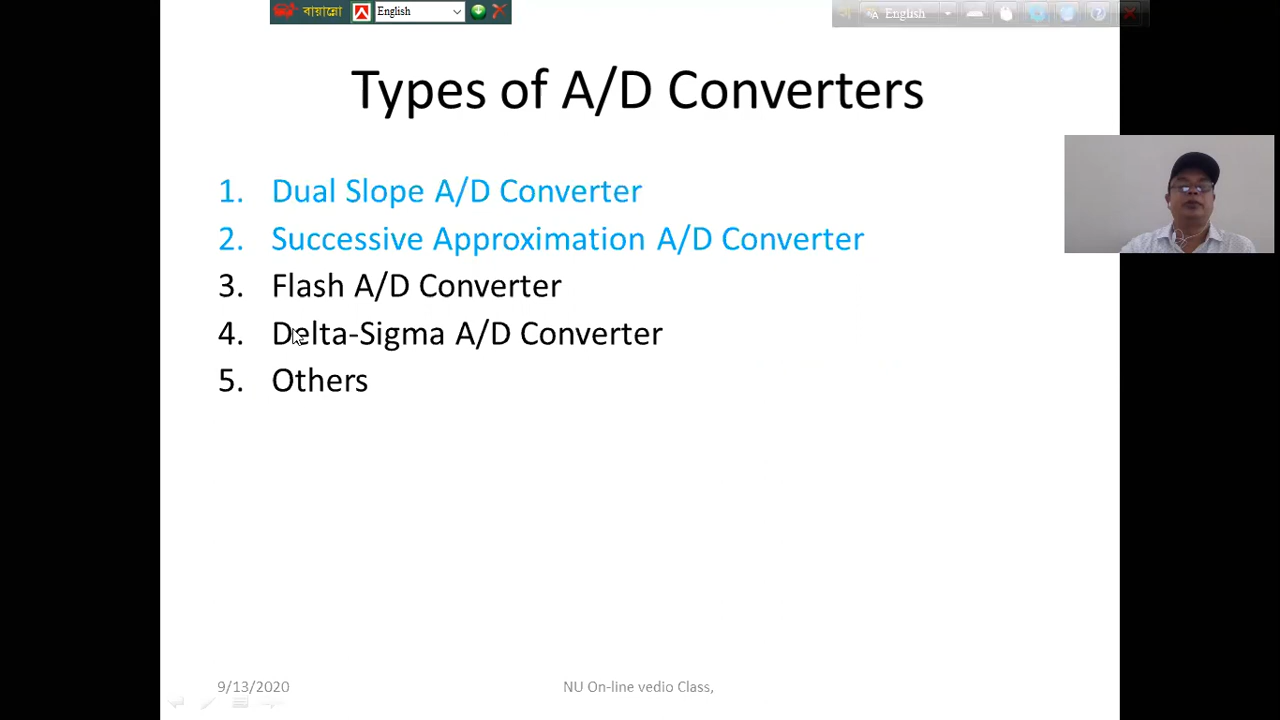 বায়ান্নো English
English
Types of A/D Converters
1. Dual Slope A/D Converter
2. Successive Approximation A/D Converter
3. Flash A/D Converter
4. Delta-Sigma A/D Converter
5. Others
9/13/2020 NU On-line vedio Class,